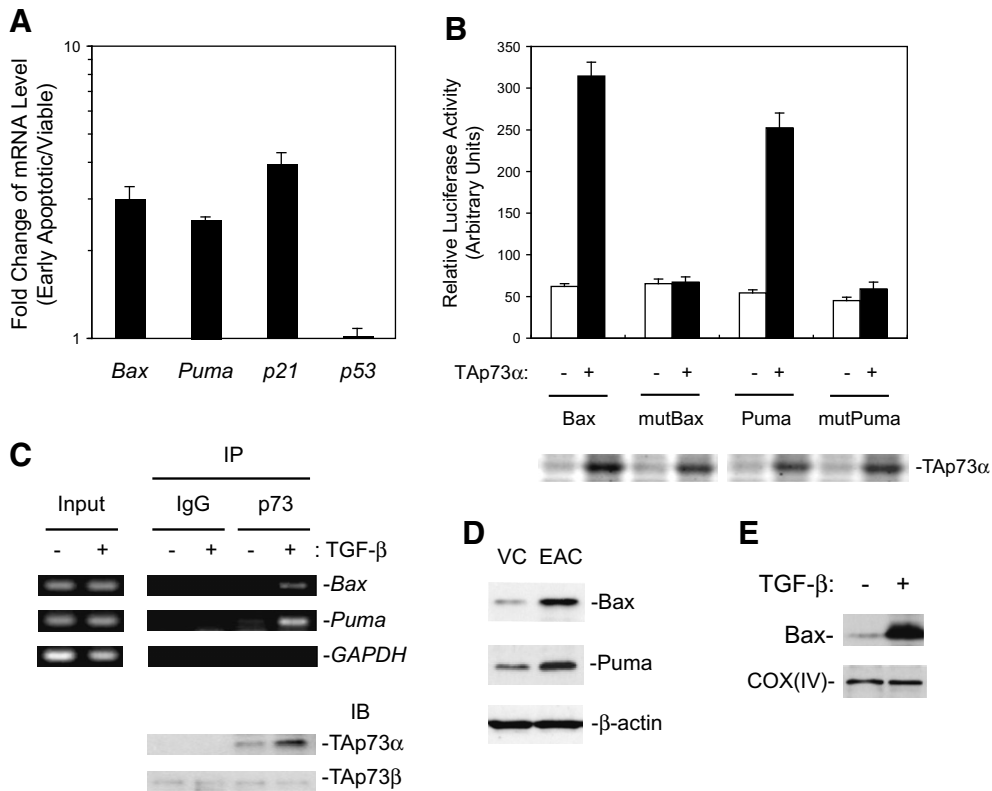 A
Fold Change of mRNA Level
(Early Apoptotic/Viable)
10
1
Bax Puma p21 p53
B
Relative Luciferase Activity
(Arbitrary Units)
350
300
250
200
150
100
50
0
TAp73α: - + - + - + - +
Bax mutBax Puma mutPuma
-TAp73α
C
IP
Input IgG p73
- + - + - + : TGF-β
-Bax
-Puma
-GAPDH
IB
-TAp73α
-TAp73β
D
VC EAC
-Bax
-Puma
-β-actin
E
TGF-β: - +
Bax-
COX(IV)-